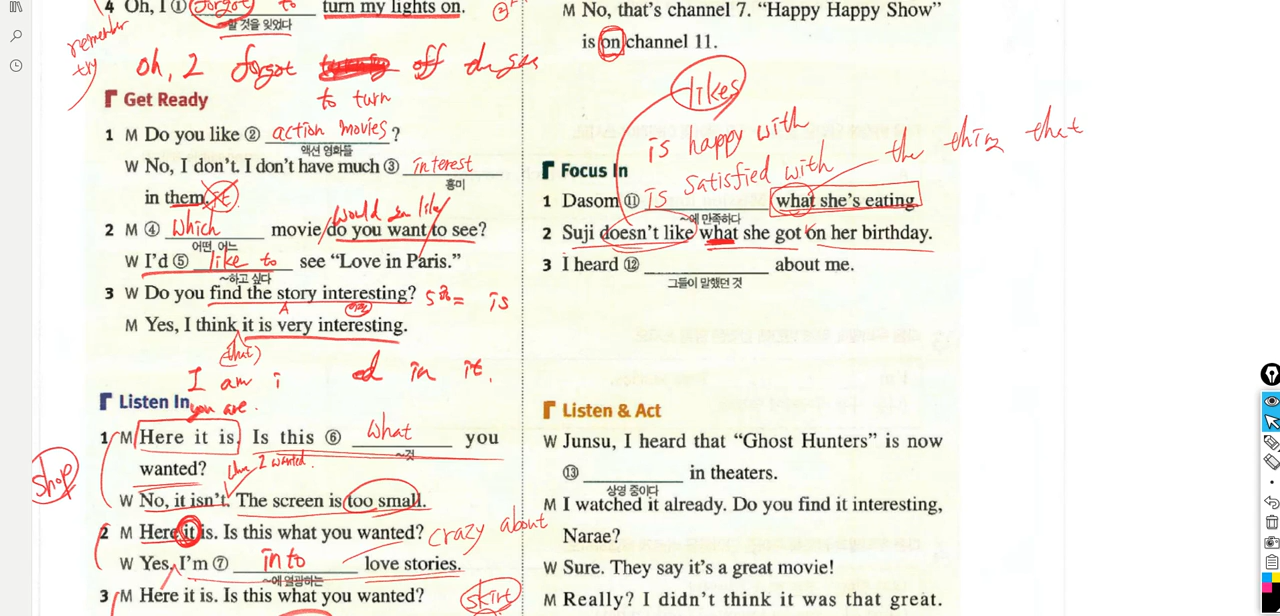 4 Oh, I ① forgot to turn my lights on.
~할 것을 잊었다
remember
try
oh, I forgot off
to turn
Get Ready
1 M Do you like ② action movies?
액션 영화들
W No, I don't. I don't have much ③ interest
흥미
in them. it
would you like
2 M ④ which movie do you want to see?
어떤, 어느
W I'd ⑤ like to see "Love in Paris."
~하고 싶다
3 W Do you find the story interesting? 5형= is
A
M Yes, I think it is very interesting.
(that)
I am i ed in it.
Listen In
you are.
1 M Here it is. Is this ⑥ what you
~것
wanted?
what I wanted.
shop
W No, it isn't. The screen is too small.
2 M Here it is. Is this what you wanted?
crazy about
W Yes, I'm ⑦ into love stories.
~에 열광하는
3 M Here it is. Is this what you wanted?
skirt
M No, that's channel 7. "Happy Happy Show"
is on channel 11.
likes
is happy with
the thing that
Focus In
is satisfied with
1 Dasom ⑪ what she's eating.
~에 만족하다
2 Suji doesn't like what she got on her birthday.
3 I heard ⑫ about me.
그들이 말했던 것
Listen & Act
W Junsu, I heard that "Ghost Hunters" is now
⑬ in theaters.
상영 중이다
M I watched it already. Do you find it interesting,
Narae?
W Sure. They say it's a great movie!
M Really? I didn't think it was that great.